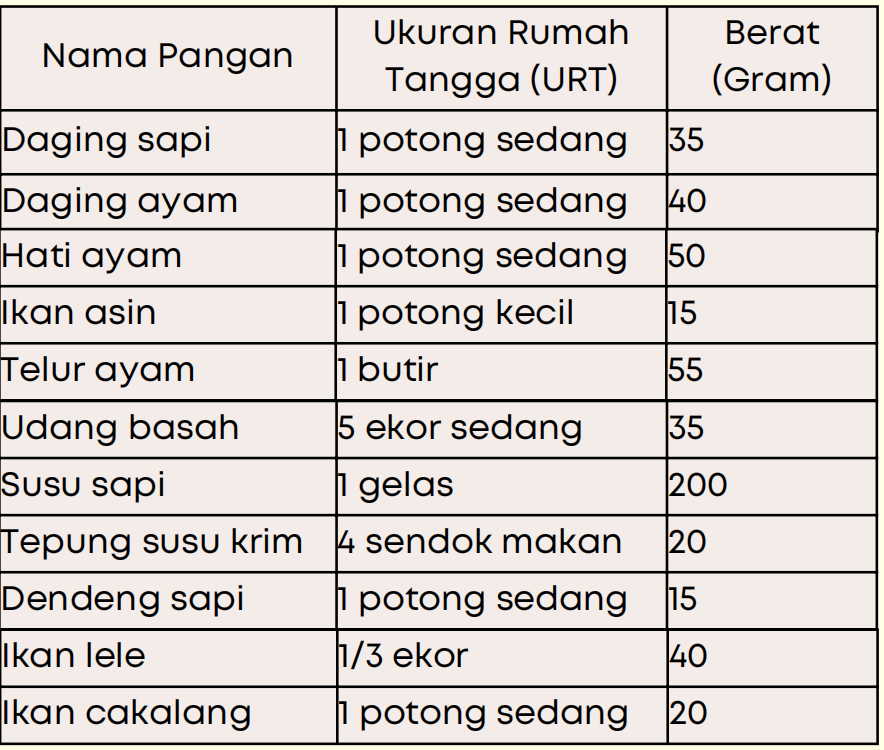 Nama Pangan
Ukuran Rumah
Tangga (URT)
Berat
(Gram)
Daging sapi 1 potong sedang 35
Daging ayam 1 potong sedang 40
Hati ayam 1 potong sedang 50
Ikan asin 1 potong kecil 15
Telur ayam 1 butir 55
Udang basah 5 ekor sedang 35
Susu sapi 1 gelas 200
Tepung susu krim 4 sendok makan 20
Dendeng sapi 1 potong sedang 15
Ikan lele 1/3 ekor 40
Ikan cakalang 1 potong sedang 20